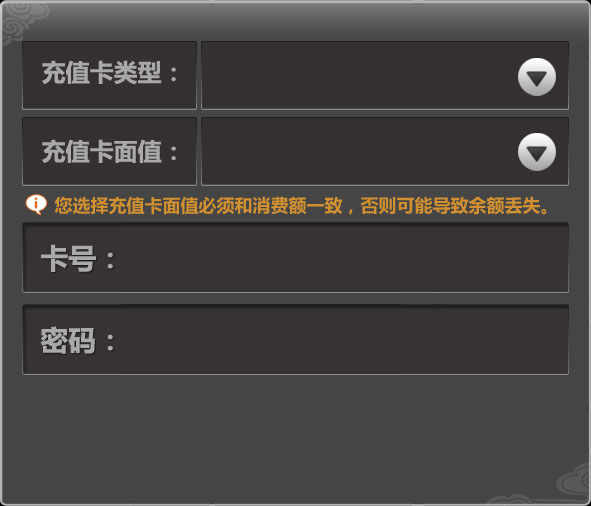 充值卡类型：
充值卡面值：
您选择充值卡面值必须和消费额一致，否则可能导致余额丢失。
卡号：
密码：